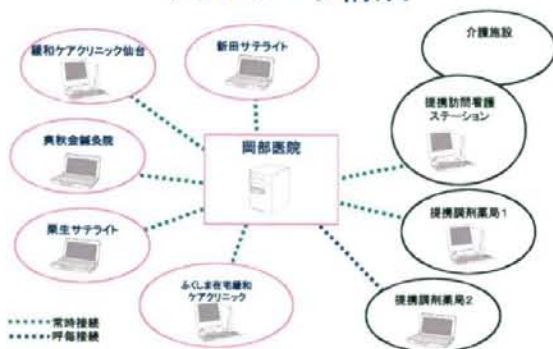 緩和ケアクリニック仙台
新田サテライト
介護施設
提携訪問看護
ステーション
岡部医院
爽秋会鍼灸院
栗生サテライト
提携調剤薬局1
ふくしま在宅緩和
ケアクリニック
提携調剤薬局2
常時接続
呼毎接続